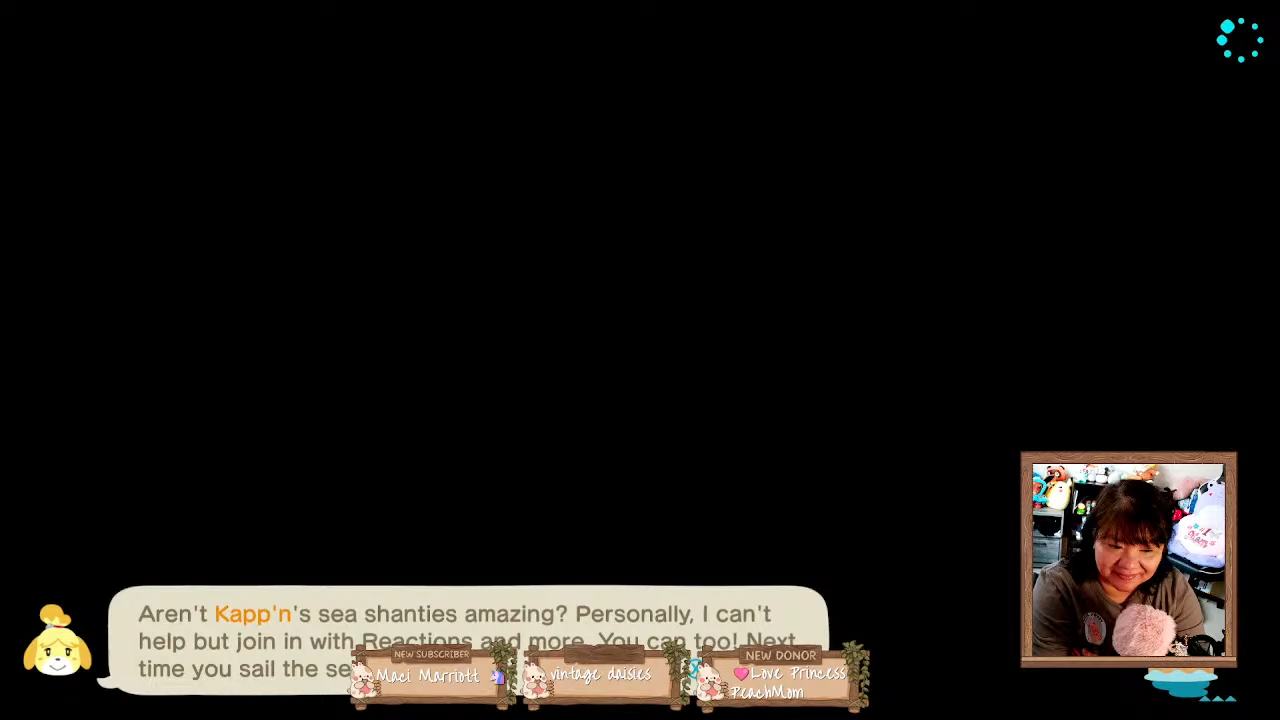 Aren't Kapp'n's sea shanties amazing? Personally, I can't
help but join in with Reactions and more. You can too! Next
time you sail the se
NEW SUBSCRIBER
Maci Marriott
vintage daisies
NEW DONOR
Love Princess
PeachMom